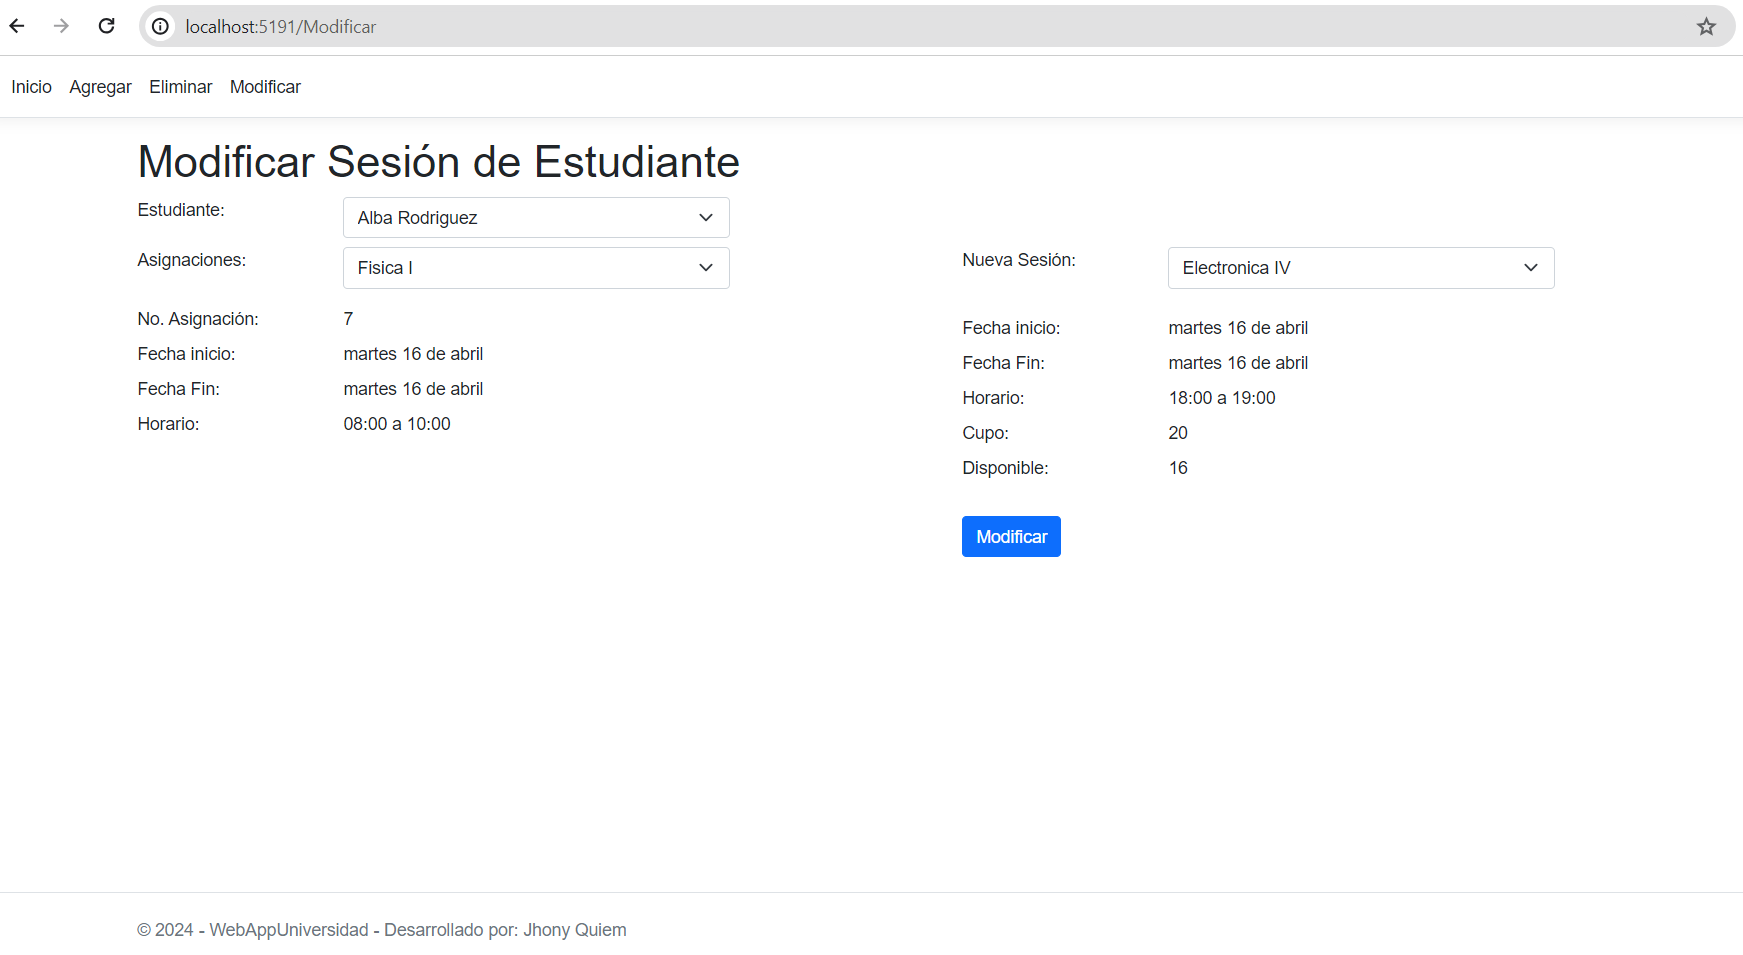 localhost:5191/Modificar
Inicio Agregar Eliminar Modificar
Modificar Sesión de Estudiante
Estudiante: Alba Rodriguez
Asignaciones: Fisica I
No. Asignación: 7
Fecha inicio: martes 16 de abril
Fecha Fin: martes 16 de abril
Horario: 08:00 a 10:00
Nueva Sesión: Electronica IV
Fecha inicio: martes 16 de abril
Fecha Fin: martes 16 de abril
Horario: 18:00 a 19:00
Cupo: 20
Disponible: 16
Modificar
© 2024 - WebAppUniversidad - Desarrollado por: Jhony Quiem